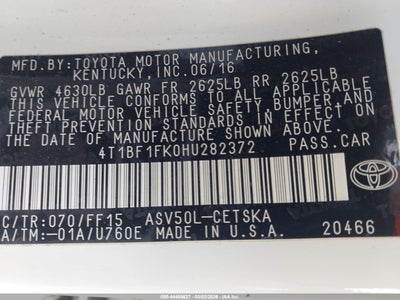 MFD. BY: TOYOTA MOTOR MANUFACTURING,
KENTUCKY, INC. 06/16
GVWR 4630LB GAWR FR 2625LB RR 2625LB
THIS VEHICLE CONFORMS TO ALL APPLICABLE
FEDERAL MOTOR VEHICLE SAFETY, BUMPER, AND
THEFT PREVENTION STANDARDS IN EFFECT ON
THE DATE OF MANUFACTURE SHOWN ABOVE.
4T1BF1FK0HU282372 PASS.CAR
TOYOTA
C/TR:070/FF15 ASV50L-CETSKA
A/TM:-01A/U760E MADE IN U.S.A. 20466